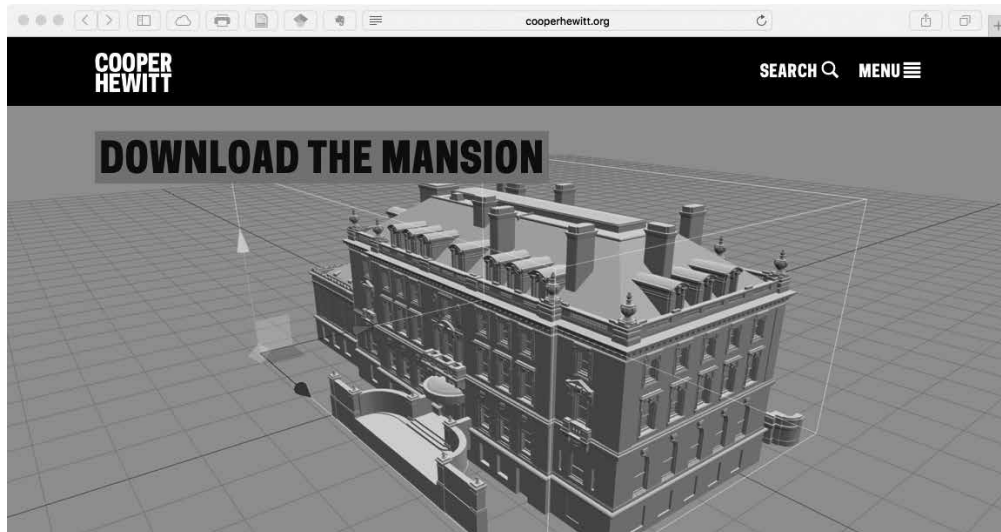 cooperhewitt.org
COOPER
HEWITT
SEARCH MENU
DOWNLOAD THE MANSION